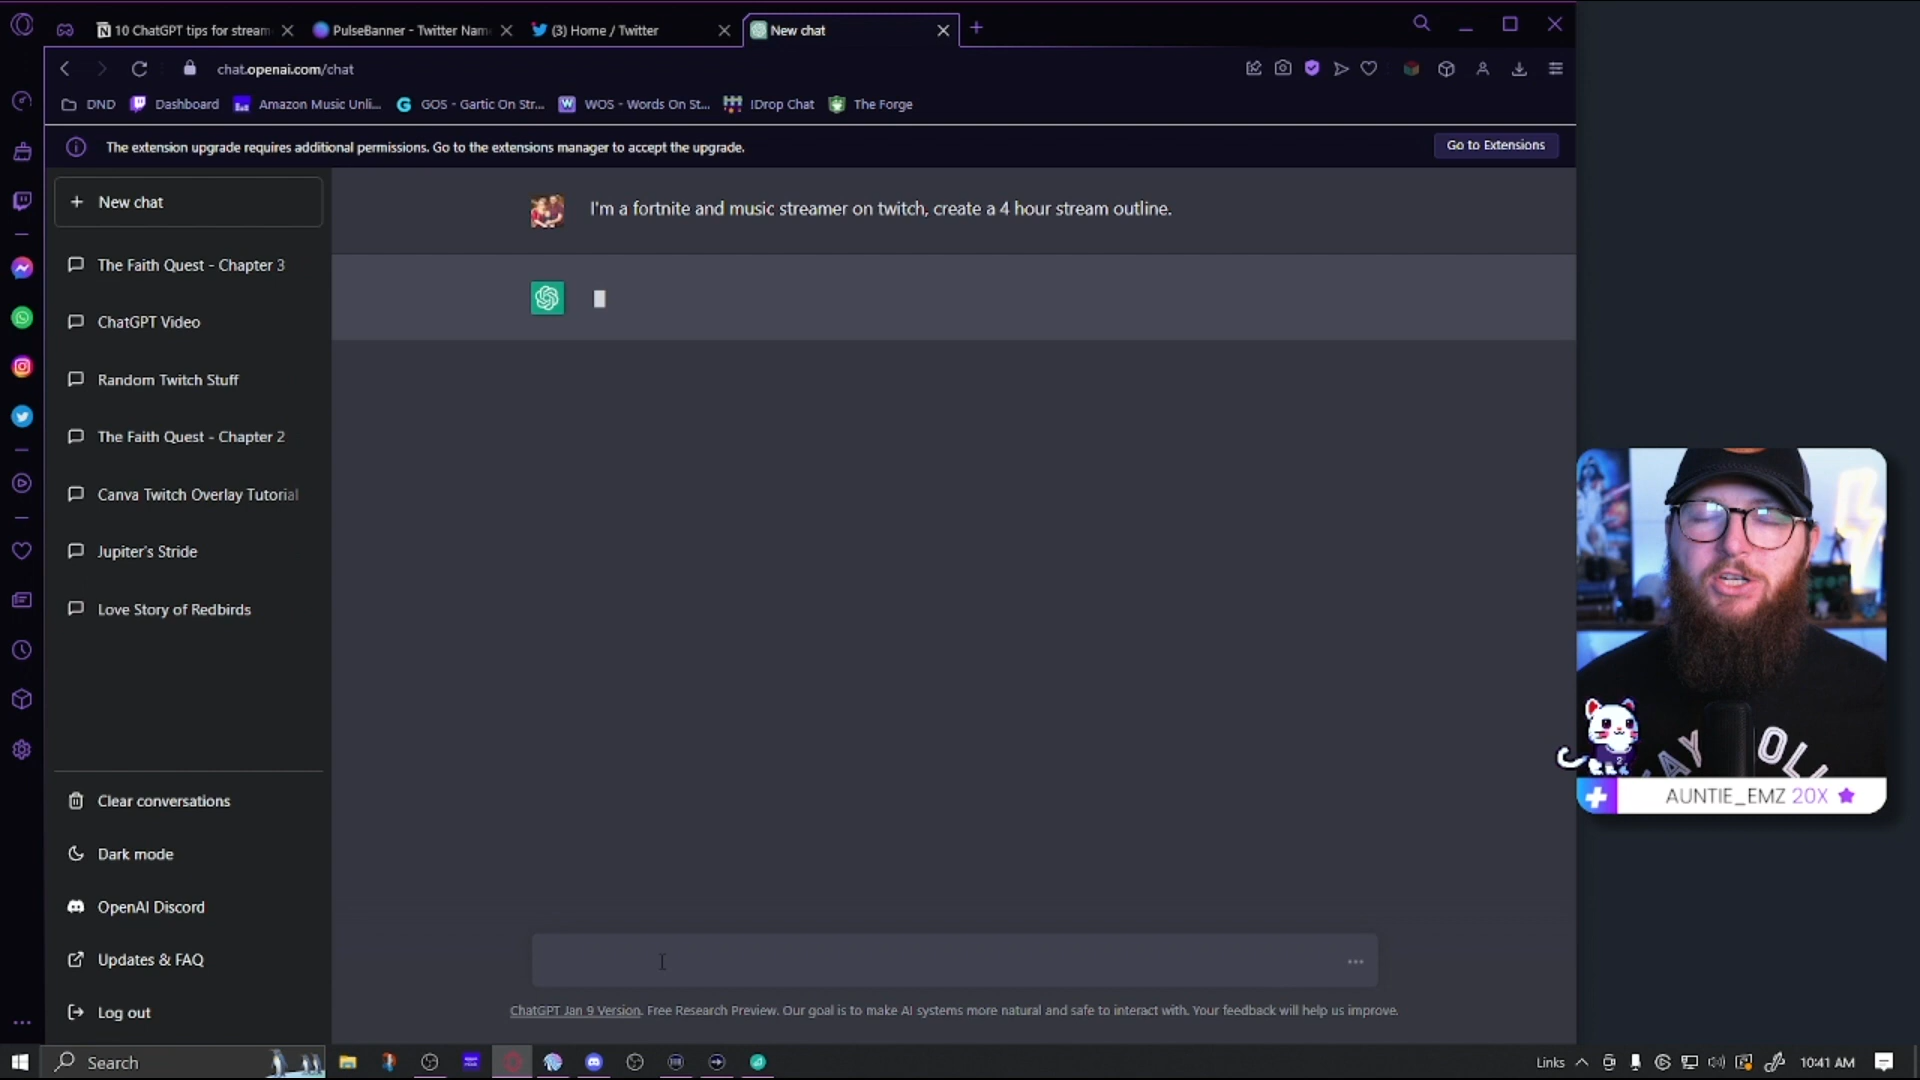 10 ChatGPT tips for stream
PulseBanner - Twitter Nam
(3) Home / Twitter
New chat
chat.openai.com/chat
DND
Dashboard
Amazon Music Unli...
GOS - Gartic On Str...
WOS - Words On St...
IDrop Chat
The Forge
The extension upgrade requires additional permissions. Go to the extensions manager to accept the upgrade.
Go to Extensions
New chat
I'm a fortnite and music streamer on twitch, create a 4 hour stream outline.
The Faith Quest - Chapter 3
ChatGPT Video
Random Twitch Stuff
The Faith Quest - Chapter 2
Canva Twitch Overlay Tutorial
Jupiter's Stride
Love Story of Redbirds
AUNTIE_EMZ 20X
Clear conversations
Dark mode
OpenAI Discord
Updates & FAQ
Log out
ChatGPT Jan 9 Version. Free Research Preview. Our goal is to make AI systems more natural and safe to interact with. Your feedback will help us improve.
Search
Links
10:41 AM